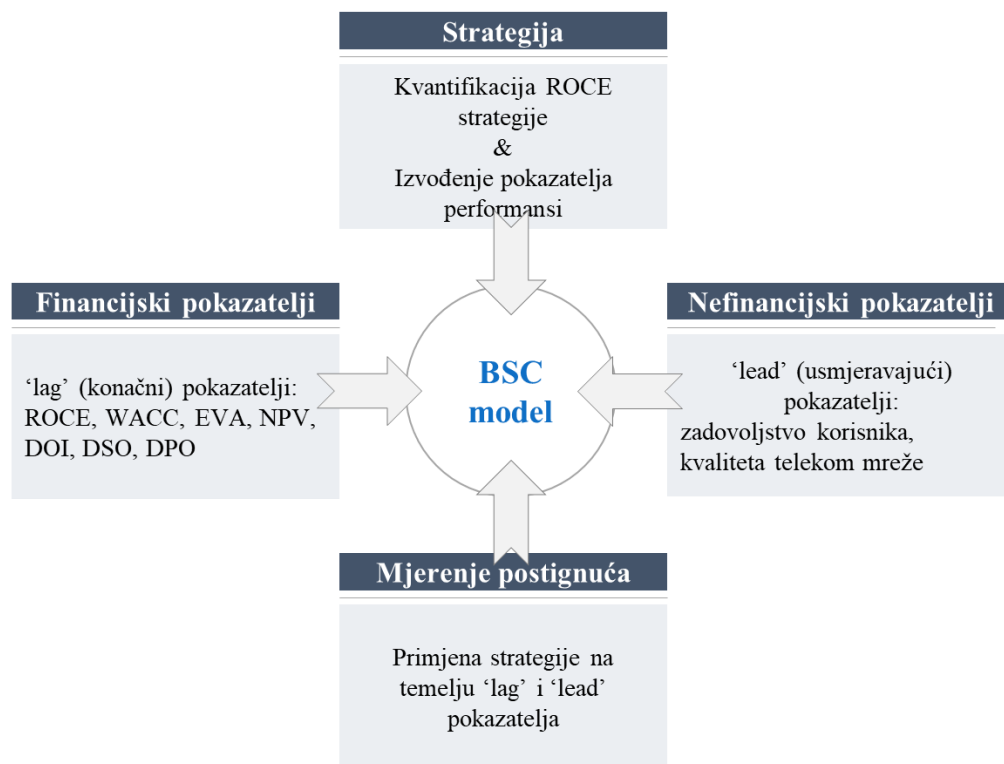 Strategija
Kvantifikacija ROCE
strategije
&
Izvođenje pokazatelja
performansi
Financijski pokazatelji
‘lag’ (konačni) pokazatelji:
ROCE, WACC, EVA, NPV,
DOI, DSO, DPO
BSC
model
Nefinancijski pokazatelji
‘lead’ (usmjeravajući)
pokazatelji:
zadovoljstvo korisnika,
kvaliteta telekom mreže
Mjerenje postignuća
Primjena strategije na
temelju ‘lag’ i ‘lead’
pokazatelja